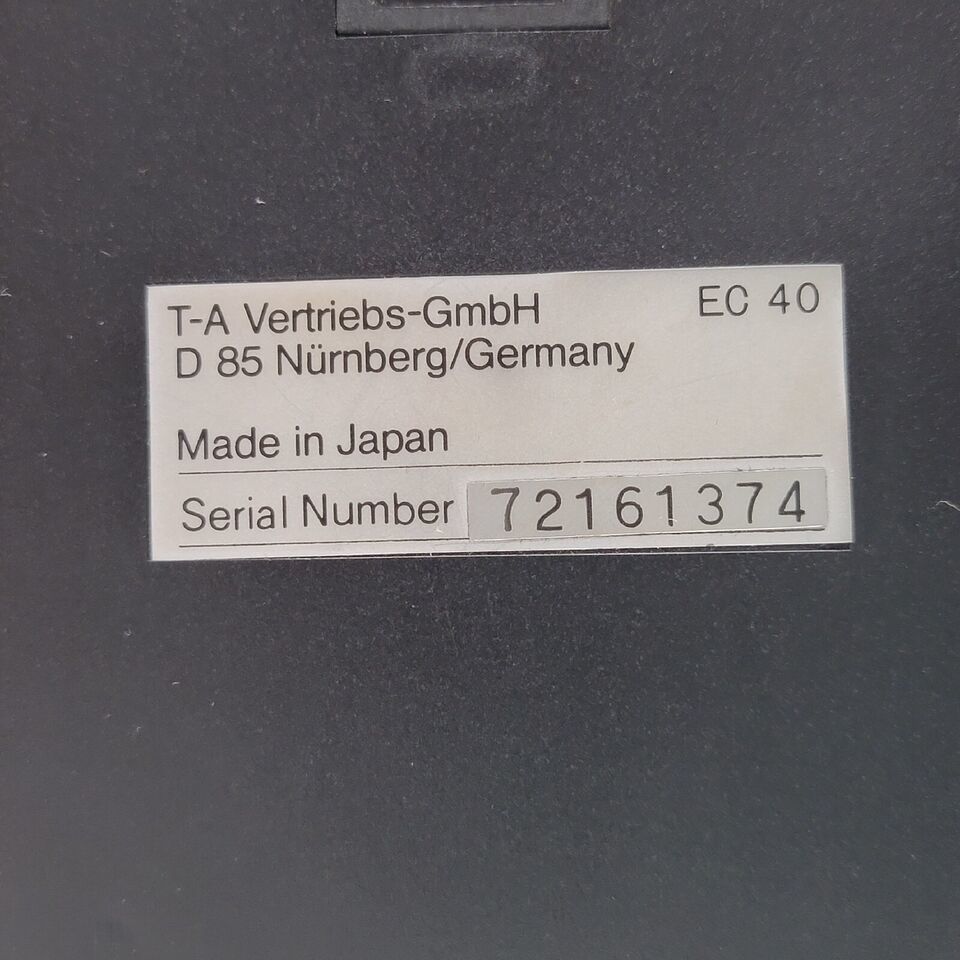 T-A Vertriebs-GmbH EC 40
D 85 Nürnberg/Germany
Made in Japan
Serial Number 72161374